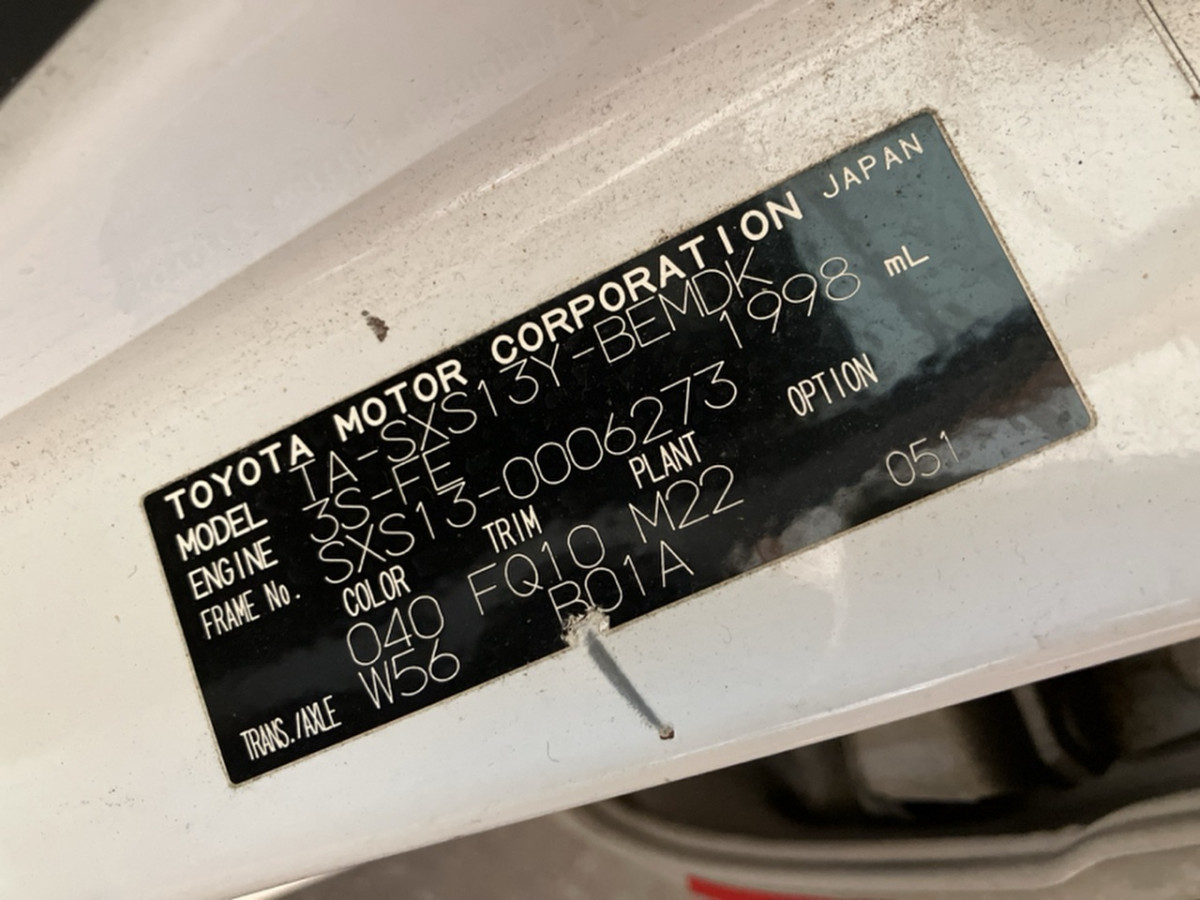 TOYOTA MOTOR CORPORATION JAPAN
MODEL TA-SXS13Y-BEMDK
ENGINE 3S-FE 1998 mL
FRAME No. SXS13-0006273
COLOR TRIM PLANT OPTION
040 FQ10 M22 051
TRANS./AXLE W56 B01A